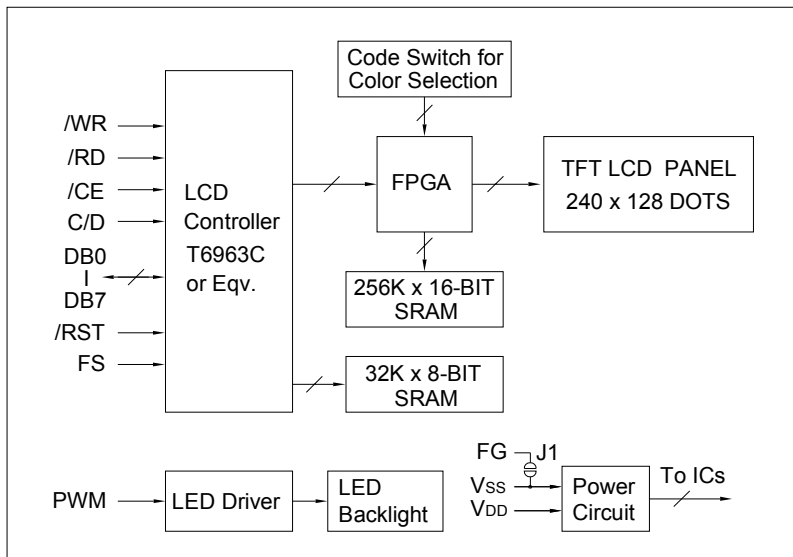 Code Switch for
Color Selection
/WR
/RD
/CE
C/D
DB0
I
DB7
/RST
FS
LCD
Controller
T6963C
or Eqv.
FPGA
TFT LCD PANEL
240 x 128 DOTS
256K x 16-BIT
SRAM
32K x 8-BIT
SRAM
PWM
LED Driver
LED
Backlight
FG
J1
VSS
VDD
Power
Circuit
To ICs